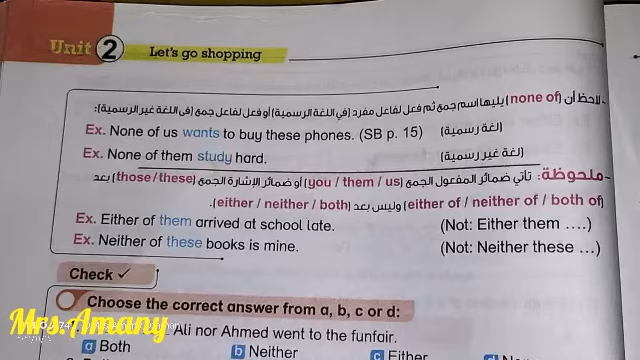 Unit 2 Let's go shopping
- لاحظ أن (none of) يليها اسم جمع ثم فعل لفاعل مفرد (في اللغة الرسمية) أو فعل لفاعل جمع (في اللغة غير الرسمية):
Ex. None of us wants to buy these phones. (SB p. 15) (لغة رسمية)
Ex. None of them study hard. (لغة غير رسمية)
- ملحوظة: تأتي ضمائر المفعول الجمع (you / them / us) أو ضمائر الإشارة الجمع (those / these) بعد
(either of / neither of / both of) وليس بعد (either / neither / both).
Ex. Either of them arrived at school late. (Not: Either them ....)
Ex. Neither of these books is mine. (Not: Neither these ...)
Check ✓
Choose the correct answer from a, b, c or d:
Mrs.Amany
Ali nor Ahmed went to the funfair.
a Both b Neither c Either d